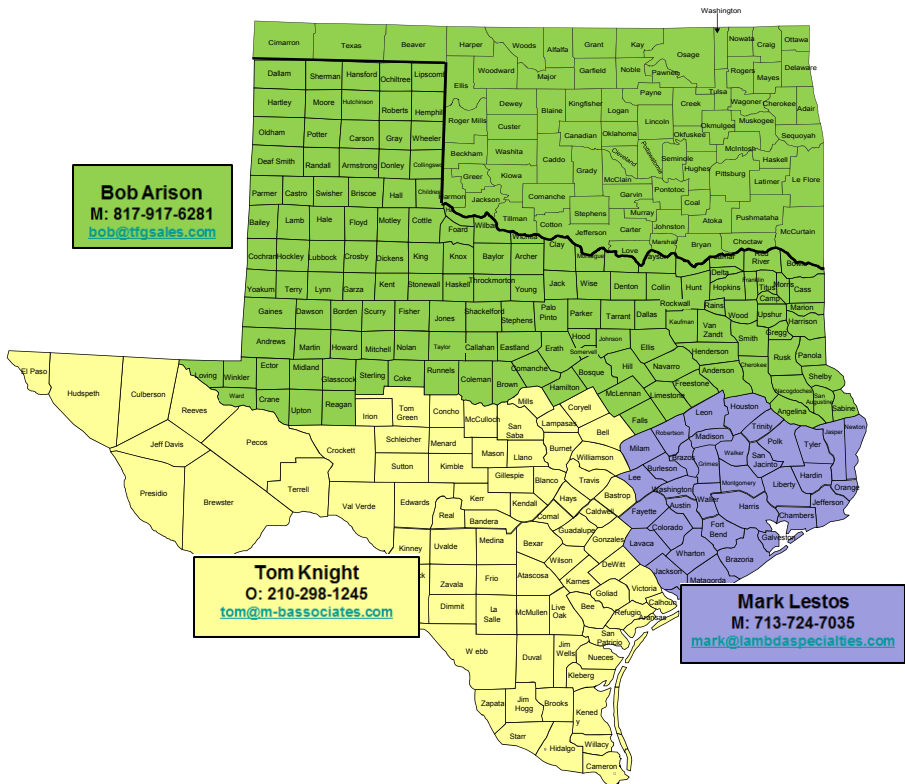 Washington
Cimarron Texas Beaver Harper Woods Alfalfa Grant Kay Osage Nowata Craig Ottawa
Dallam Sherman Hansford Ochiltree Lipscomb Ellis Woodward Major Garfield Noble Pawnee Rogers Mayes Delaware
Hartley Moore Hutchinson Roberts Hemphill Dewey Blaine Kingfisher Logan Payne Creek Tulsa Wagoner Cherokee Adair
Oldham Potter Carson Gray Wheeler Roger Mills Custer Canadian Oklahoma Lincoln Okfuskee Okmulgee Muskogee Sequoyah
Deaf Smith Randall Armstrong Donley Collingsw Beckham Washita Caddo Grady Cleveland Pottawatomie Seminole Hughes McIntosh Pittsburg Haskell Latimer Le Flore
Parmer Castro Swisher Briscoe Hall Childres Greer Harmon Jackson Kiowa Comanche McClain Garvin Pontotoc Coal
Bob Arison
M: 817-917-6281
bob@tfgsales.com
Bailey Lamb Hale Floyd Motley Cottle Foard Wilba Tillman Cotton Stephens Jefferson Carter Murray Johnston Atoka Pushmataha McCurtain
Love Marshall Bryan Choctaw
Cochran Hockley Lubbock Crosby Dickens King Knox Baylor Archer Clay Red River Bow
Yoakum Terry Lynn Garza Kent Stonewall Haskell Throckmorton Young Jack Wise Denton Collin Hunt Delta Hopkins Franklin Titus Morris Cass
Gaines Dawson Borden Scurry Fisher Jones Shackelford Stephens Palo Pinto Parker Tarrant Dallas Rockwall Kaufman Rains Wood Camp Upshur Marion
Andrews Martin Howard Mitchell Nolan Taylor Callahan Eastland Erath Hood Somervell Johnson Ellis Van Zandt Henderson Smith Gregg Harrison
Loving Winkler Ector Midland Glasscock Sterling Coke Runnels Coleman Brown Comanche Hamilton Bosque Hill Navarro Freestone Anderson Cherokee Rusk Panola Shelby
Ward Crane Upton Reagan McLennan Limestone Falls Nacogdoches San Augustine Sabine Angelina
El Paso Hudspeth Culberson Reeves Jeff Davis Pecos Presidio Brewster Terrell
Irion Tom Green Concho McCulloch Mills San Saba Lampasas Coryell Bell
Crockett Schleicher Menard Mason Llano Burnet Williamson
Sutton Kimble Gillespie Blanco Travis Bastrop
Val Verde Edwards Real Kerr Bandera Kendall Comal Hays Caldwell
Kinney Uvalde Medina Bexar Guadalupe Gonzales Wilson DeWitt
Zavala Frio Atascosa Karnes Goliad Victoria Calhoun
Dimmit La Salle McMullen Live Oak Bee Refugio Aransas San Patricio
W ebb Duval Jim Wells Nueces Kleberg
Zapata Jim Hogg Brooks Kened y
Starr Hidalgo Willacy Cameron
Leon Houston Robertson Madison Trinity Polk Tyler Jasper Newton
Milam Brazos Grimes Walker San Jacinto Hardin
Lee Burleson Washington Montgomery Liberty Orange
Fayette Austin Waller Harris Chambers Jefferson
Lavaca Colorado Fort Bend Galveston
Jackson Wharton Brazoria Matagorda
Tom Knight
O: 210-298-1245
tom@m-bassociates.com
Mark Lestos
M: 713-724-7035
mark@lambdaspecialties.com